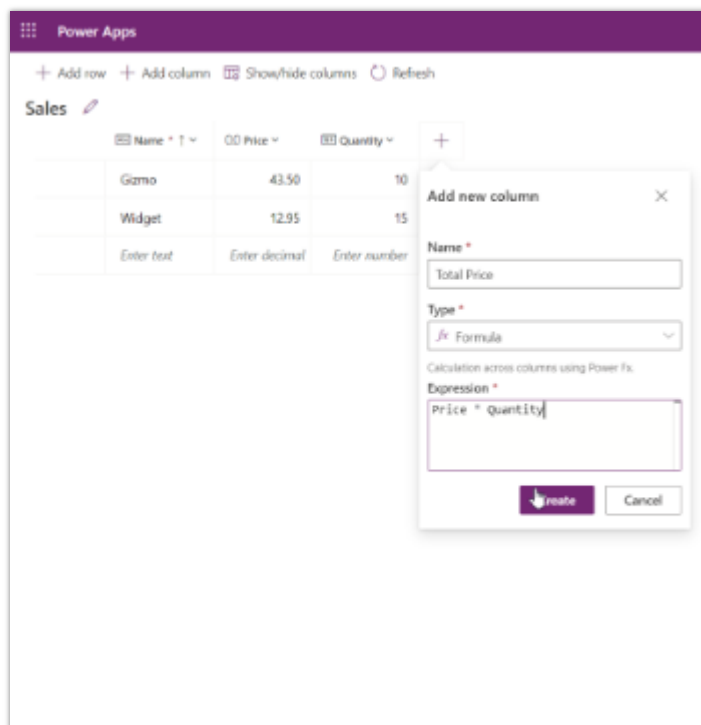 Power Apps
Add row Add column Show/hide columns Refresh
Sales
Name * Price Quantity
Gizmo 43.50 10
Widget 12.95 15
Enter text Enter decimal Enter number
Add new column
Name *
Total Price
Type *
fx Formula
Calculation across columns using Power Fx.
Expression *
Price * Quantity
Create Cancel